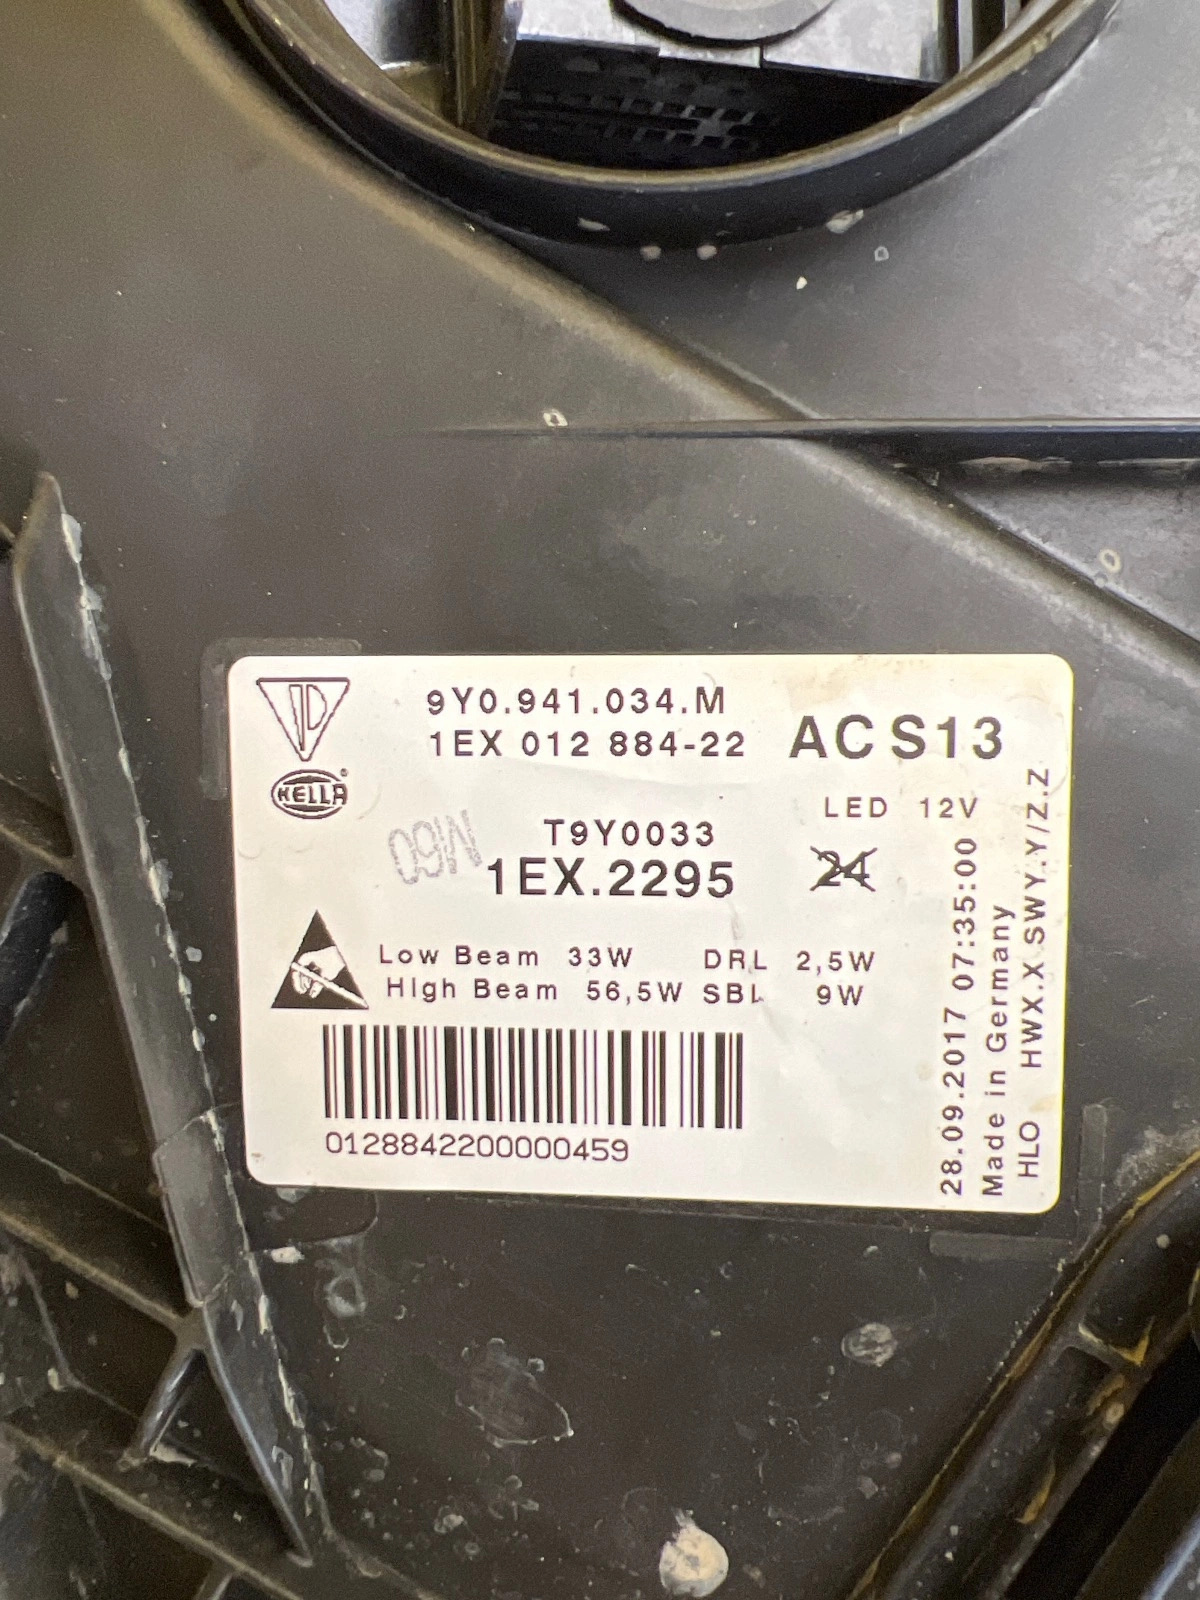 9Y0.941.034.M
1EX 012 884-22
AC S13
HELLA
LED 12V
T9Y0033
09W
1EX.2295
24
Low Beam 33W DRL 2,5W
High Beam 56,5W SBL 9W
0128842200000459
28.09.2017 07:35:00
Made in Germany
HLO HWX.X SWY.Y/Z.Z